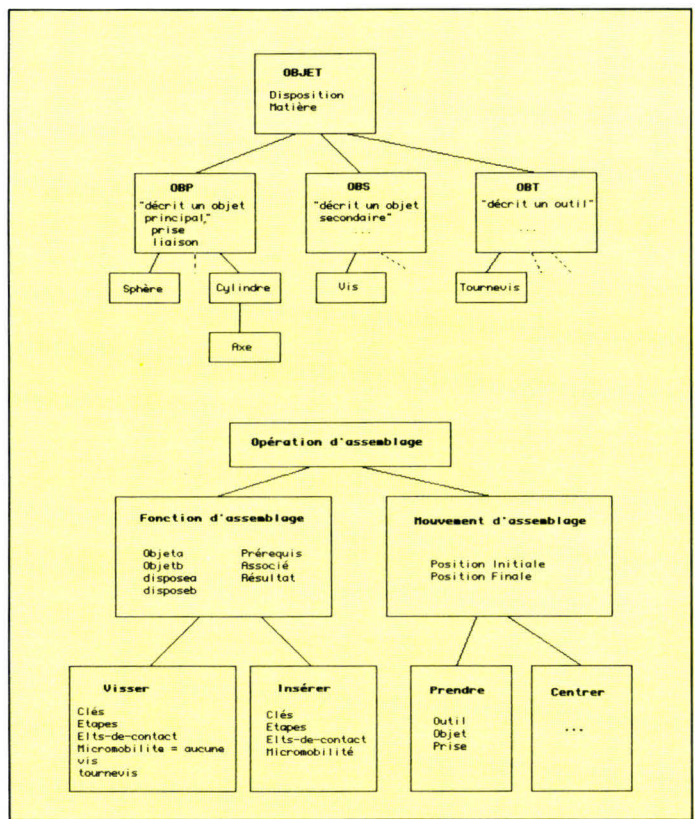 OBJET
Disposition
Matière
OBP
"décrit un objet
principal,"
prise
liaison
OBS
"décrit un objet
secondaire"
...
OBT
"décrit un outil"
...
Sphère
Cylindre
Vis
Tournevis
Axe
Opération d'assemblage
Fonction d'assemblage
Objeta Prérequis
Objetb Associé
disposea Résultat
disposeb
Mouvement d'assemblage
Position Initiale
Position Finale
Visser
Clés
Etapes
Elts-de-contact
Micromobilite = aucune
vis
tournevis
Insérer
Clés
Etapes
Elts-de-contact
Micromobilité
Prendre
Outil
Objet
Prise
Centrer
...